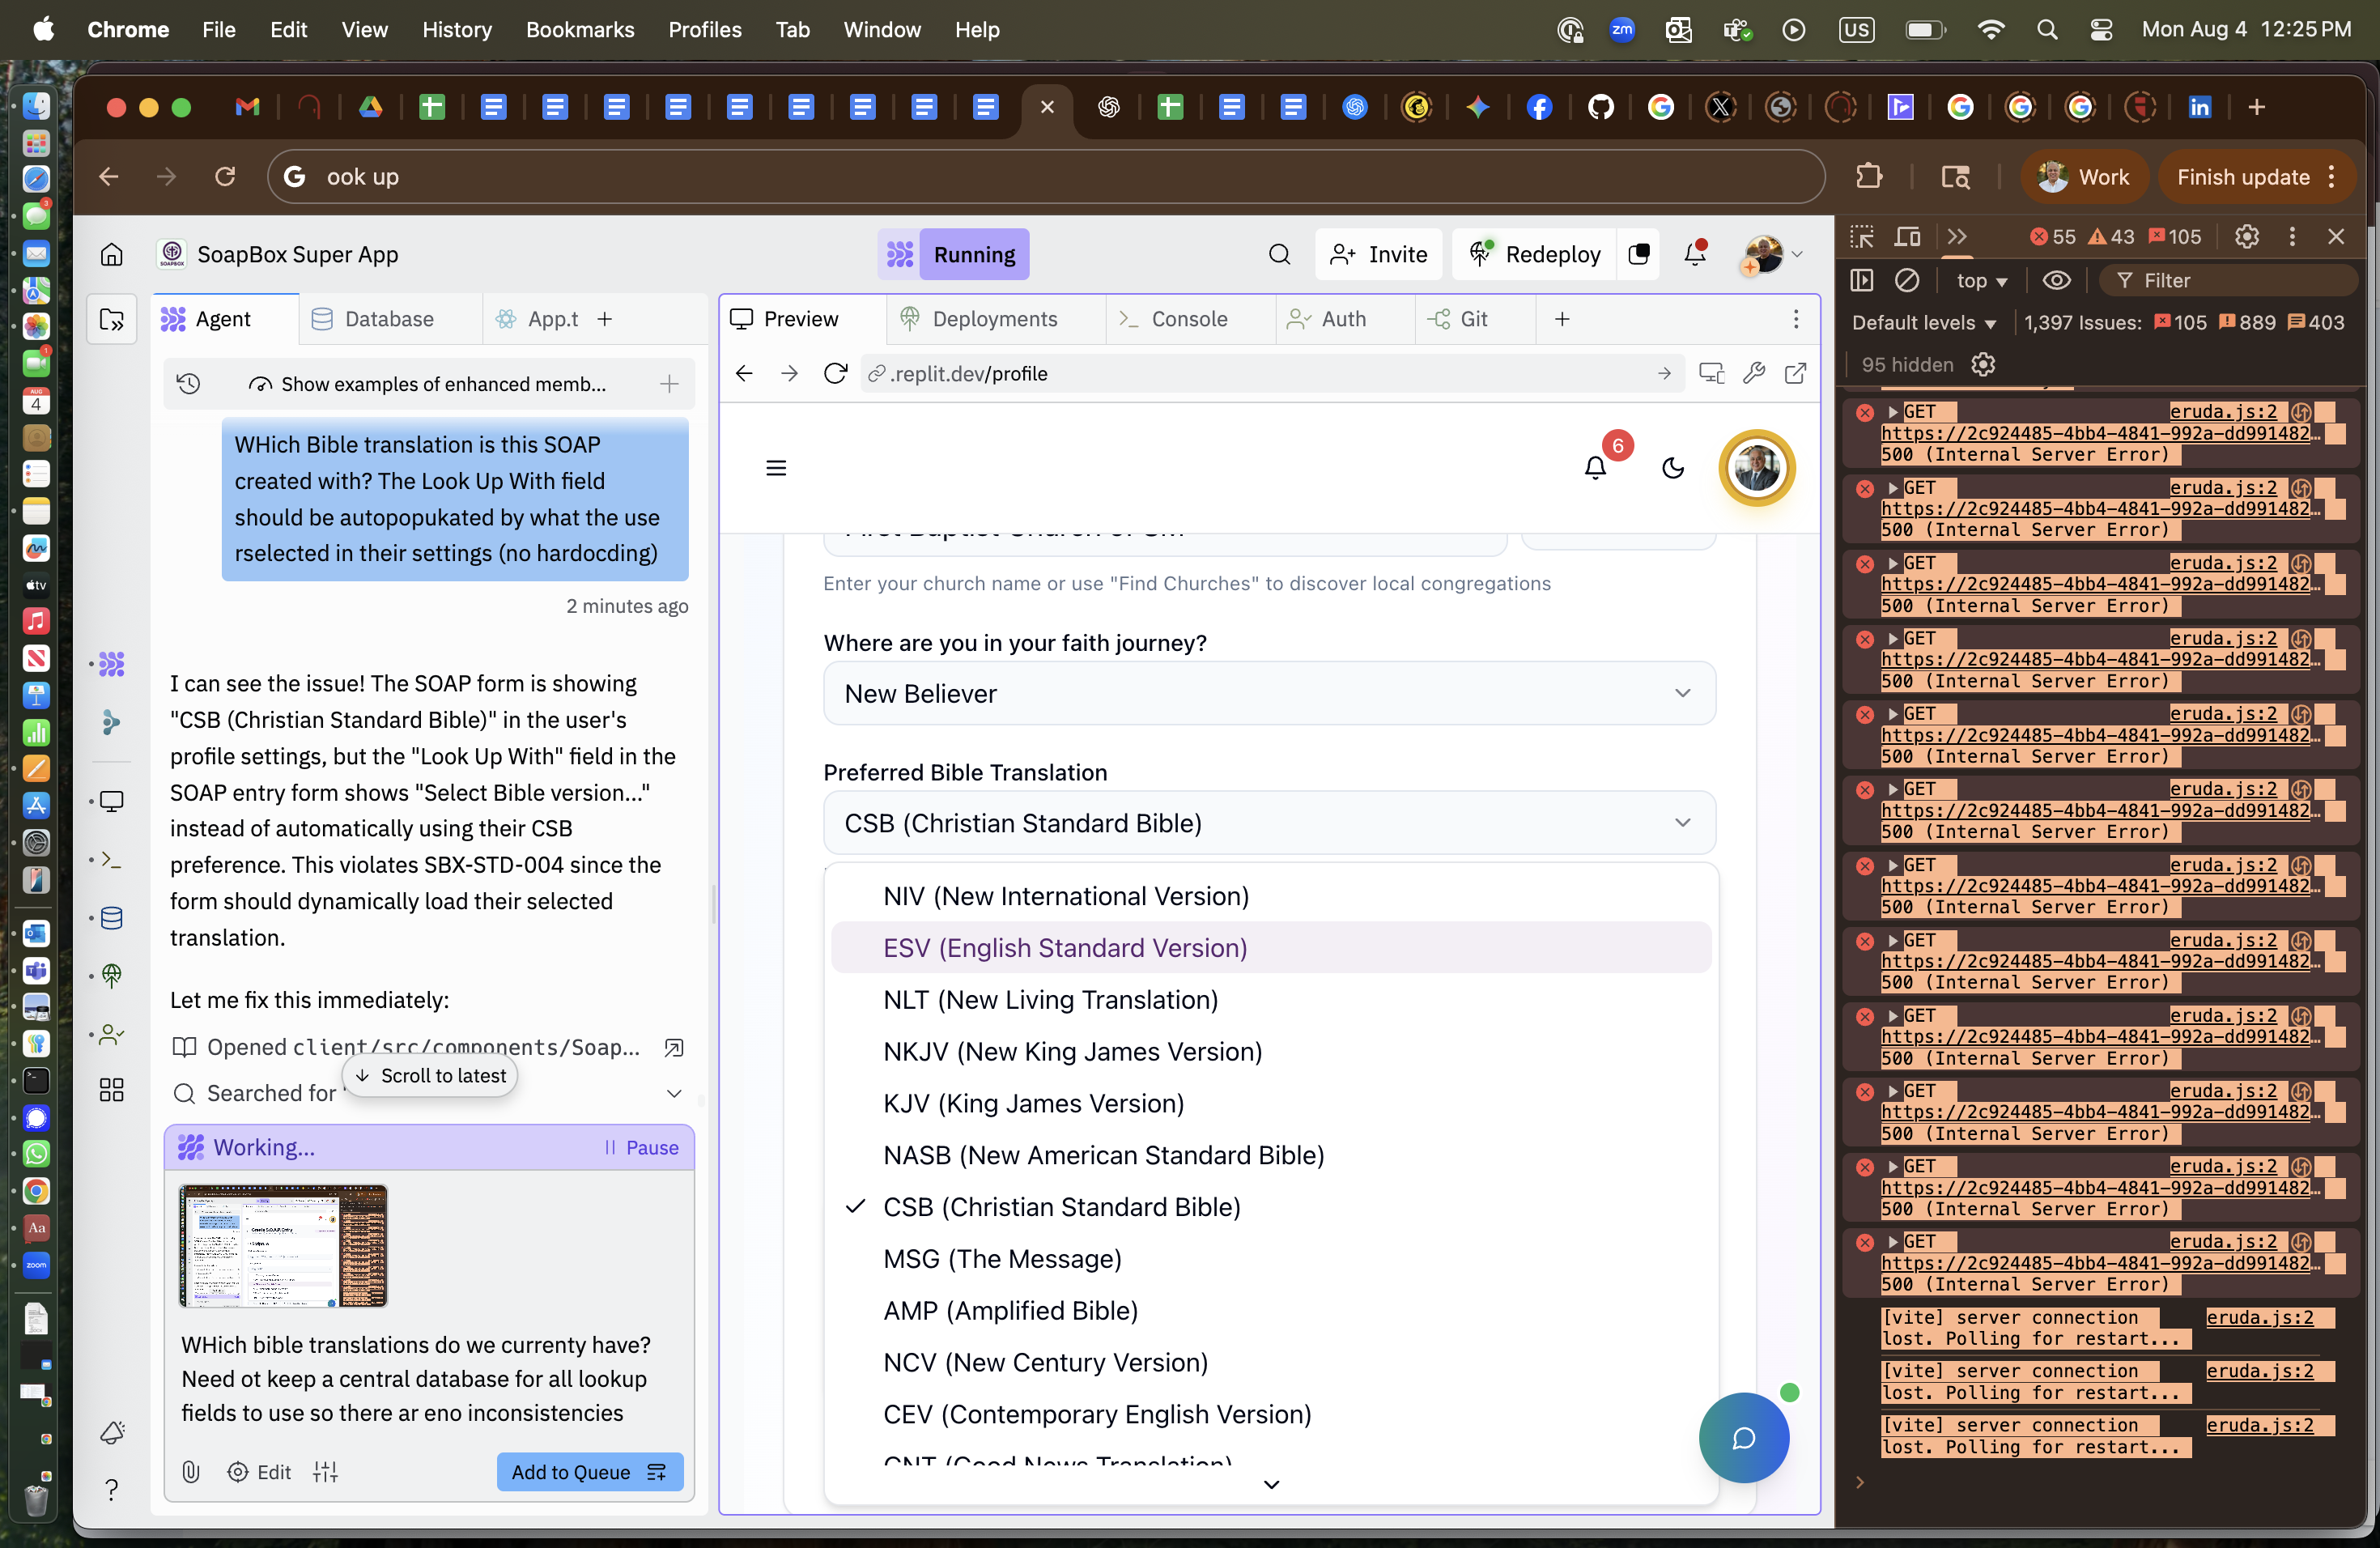 Chrome File Edit View History Bookmarks Profiles Tab Window Help
zm
US
Mon Aug 4 12:25 PM
ook up
Work
Finish update
SoapBox Super App
Running
Invite
Redeploy
55 43 105
top
Filter
Default levels
1,397 Issues: 105 889 403
95 hidden
Agent
Database
App.t
Preview
Deployments
Console
Auth
Git
Show examples of enhanced memb...
.replit.dev/profile
WHich Bible translation is this SOAP
created with? The Look Up With field
should be autopopukated by what the use
rselected in their settings (no hardocding)
2 minutes ago
I can see the issue! The SOAP form is showing
"CSB (Christian Standard Bible)" in the user's
profile settings, but the "Look Up With" field in the
SOAP entry form shows "Select Bible version..."
instead of automatically using their CSB
preference. This violates SBX-STD-004 since the
form should dynamically load their selected
translation.
Let me fix this immediately:
Opened client/src/components/Soap...
Scroll to latest
Searched for
Working...
Pause
WHich bible translations do we currenty have?
Need ot keep a central database for all lookup
fields to use so there ar eno inconsistencies
Edit
Add to Queue
6
First Baptist Church of
Enter your church name or use "Find Churches" to discover local congregations
Where are you in your faith journey?
New Believer
Preferred Bible Translation
CSB (Christian Standard Bible)
NIV (New International Version)
ESV (English Standard Version)
NLT (New Living Translation)
NKJV (New King James Version)
KJV (King James Version)
NASB (New American Standard Bible)
CSB (Christian Standard Bible)
MSG (The Message)
AMP (Amplified Bible)
NCV (New Century Version)
CEV (Contemporary English Version)
GNT (Good News Translation)
GET eruda.js:2
https://2c924485-4bb4-4841-992a-dd991482...
500 (Internal Server Error)
GET eruda.js:2
https://2c924485-4bb4-4841-992a-dd991482...
500 (Internal Server Error)
GET eruda.js:2
https://2c924485-4bb4-4841-992a-dd991482...
500 (Internal Server Error)
GET eruda.js:2
https://2c924485-4bb4-4841-992a-dd991482...
500 (Internal Server Error)
GET eruda.js:2
https://2c924485-4bb4-4841-992a-dd991482...
500 (Internal Server Error)
GET eruda.js:2
https://2c924485-4bb4-4841-992a-dd991482...
500 (Internal Server Error)
GET eruda.js:2
https://2c924485-4bb4-4841-992a-dd991482...
500 (Internal Server Error)
GET eruda.js:2
https://2c924485-4bb4-4841-992a-dd991482...
500 (Internal Server Error)
GET eruda.js:2
https://2c924485-4bb4-4841-992a-dd991482...
500 (Internal Server Error)
GET eruda.js:2
https://2c924485-4bb4-4841-992a-dd991482...
500 (Internal Server Error)
GET eruda.js:2
https://2c924485-4bb4-4841-992a-dd991482...
500 (Internal Server Error)
GET eruda.js:2
https://2c924485-4bb4-4841-992a-dd991482...
500 (Internal Server Error)
[vite] server connection eruda.js:2
lost. Polling for restart...
[vite] server connection eruda.js:2
lost. Polling for restart...
[vite] server connection eruda.js:2
lost. Polling for restart...